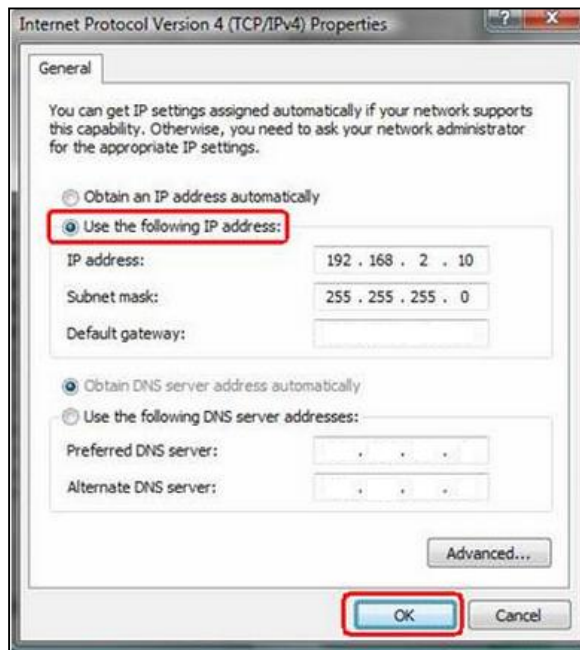 Internet Protocol Version 4 (TCP/IPv4) Properties
General
You can get IP settings assigned automatically if your network supports
this capability. Otherwise, you need to ask your network administrator
for the appropriate IP settings.
Obtain an IP address automatically
Use the following IP address:
IP address: 192 . 168 . 2 . 10
Subnet mask: 255 . 255 . 255 . 0
Default gateway:
Obtain DNS server address automatically
Use the following DNS server addresses:
Preferred DNS server: . . .
Alternate DNS server: . . .
Advanced...
OK Cancel